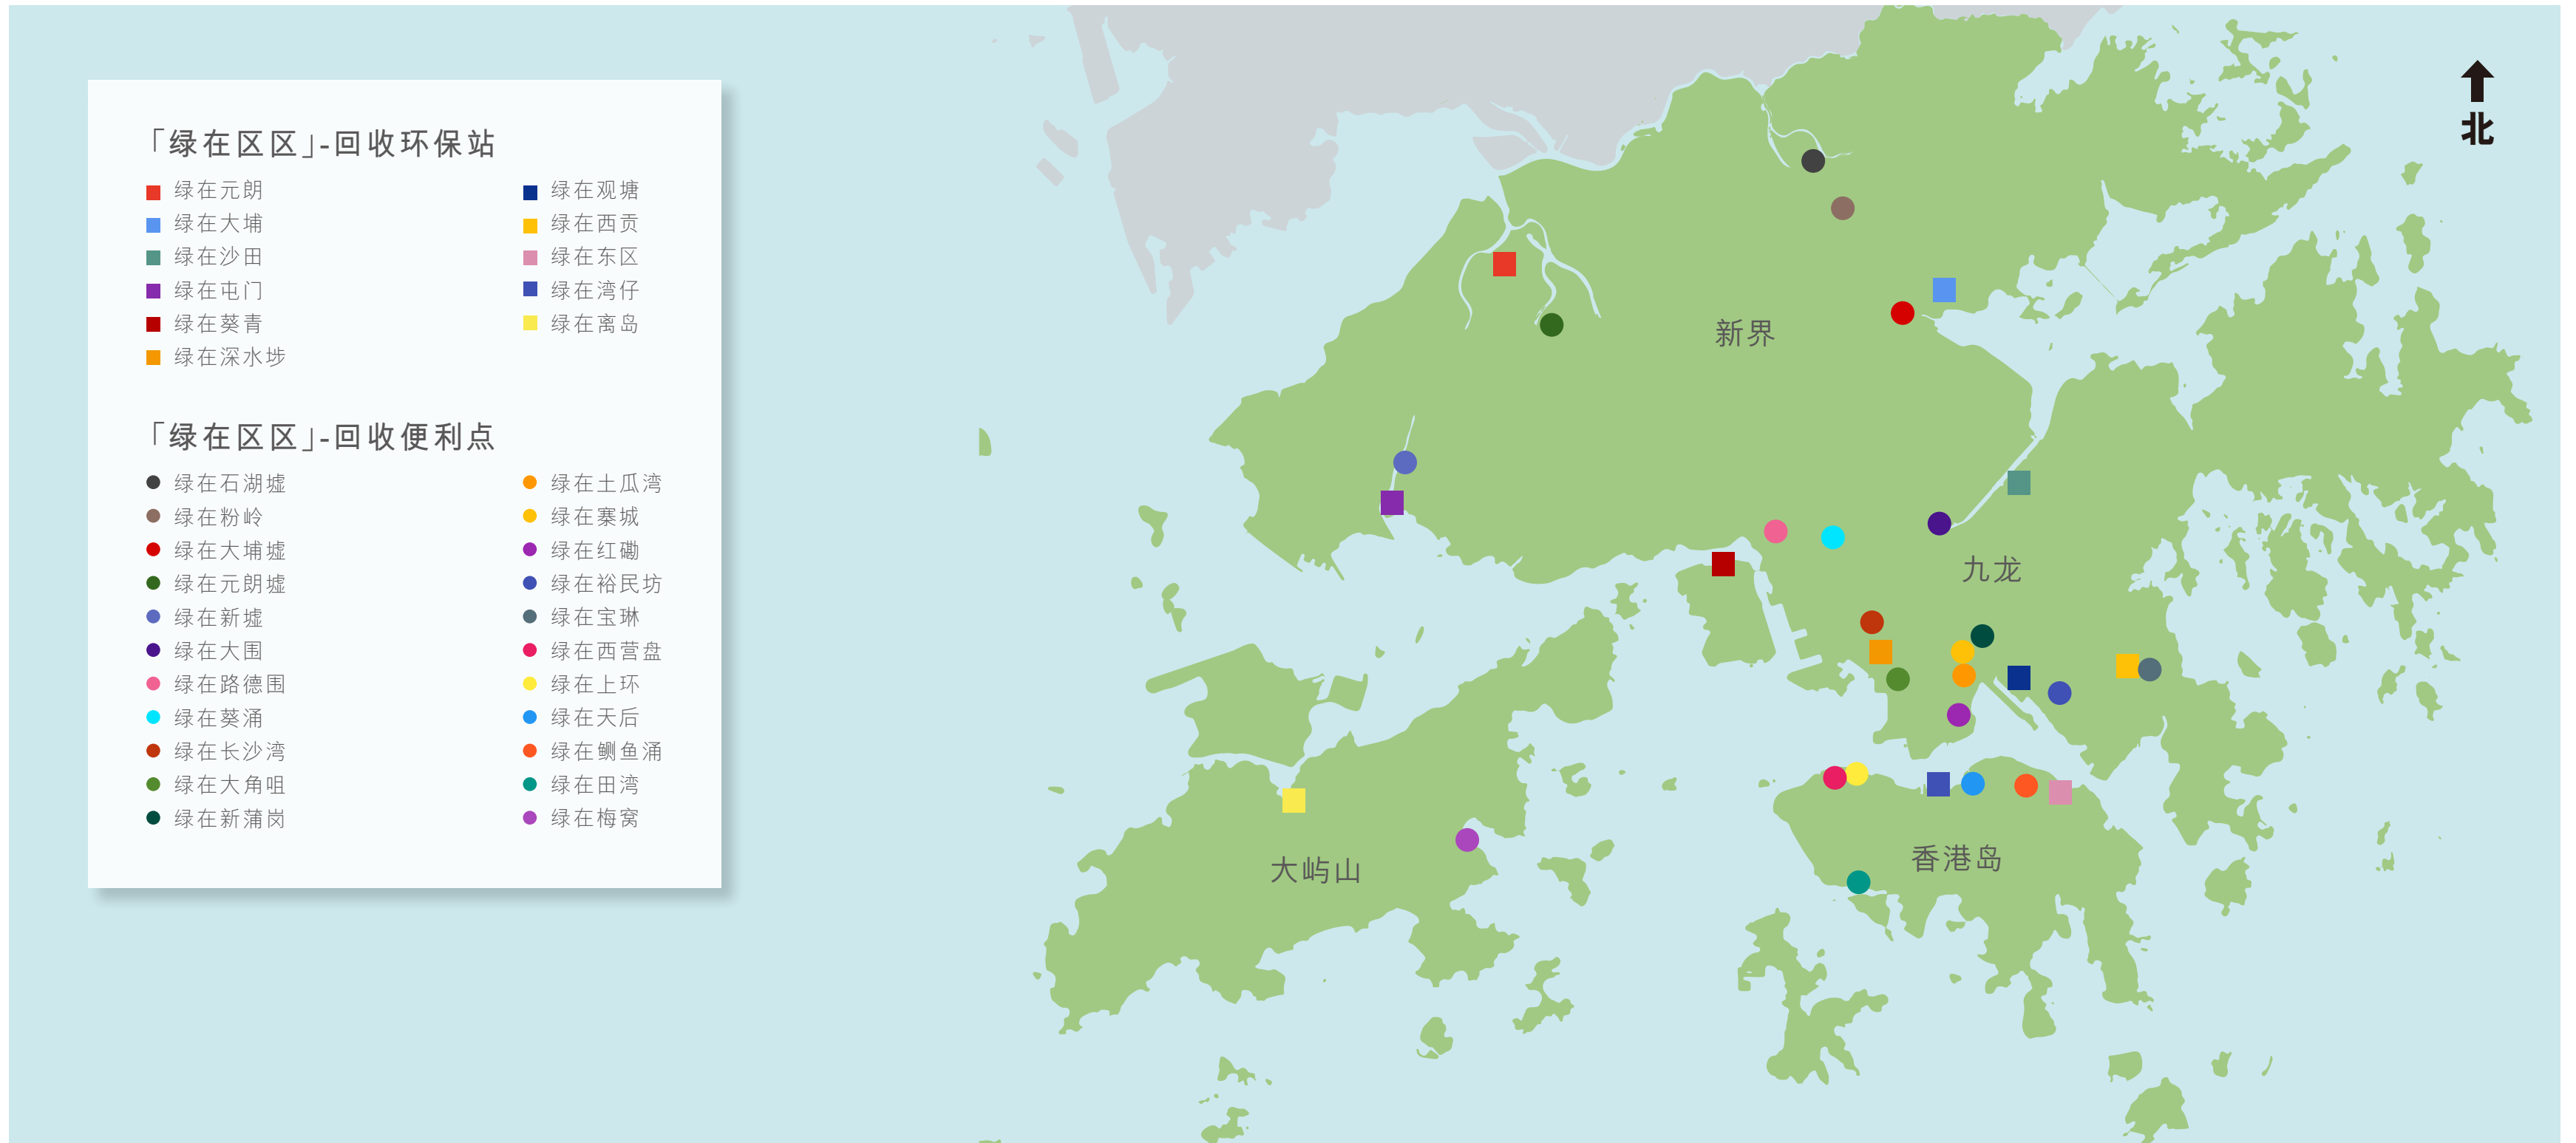 「绿在区区」-回收环保站
绿在元朗
绿在大埔
绿在沙田
绿在屯门
绿在葵青
绿在深水埗
绿在观塘
绿在西贡
绿在东区
绿在湾仔
绿在离岛
「绿在区区」-回收便利点
绿在石湖墟
绿在粉岭
绿在大埔墟
绿在元朗墟
绿在新墟
绿在大围
绿在路德围
绿在葵涌
绿在长沙湾
绿在大角咀
绿在新蒲岗
绿在土瓜湾
绿在寨城
绿在红磡
绿在裕民坊
绿在宝琳
绿在西营盘
绿在上环
绿在天后
绿在鲗鱼涌
绿在田湾
绿在梅窝
北
新界
九龙
香港岛
大屿山